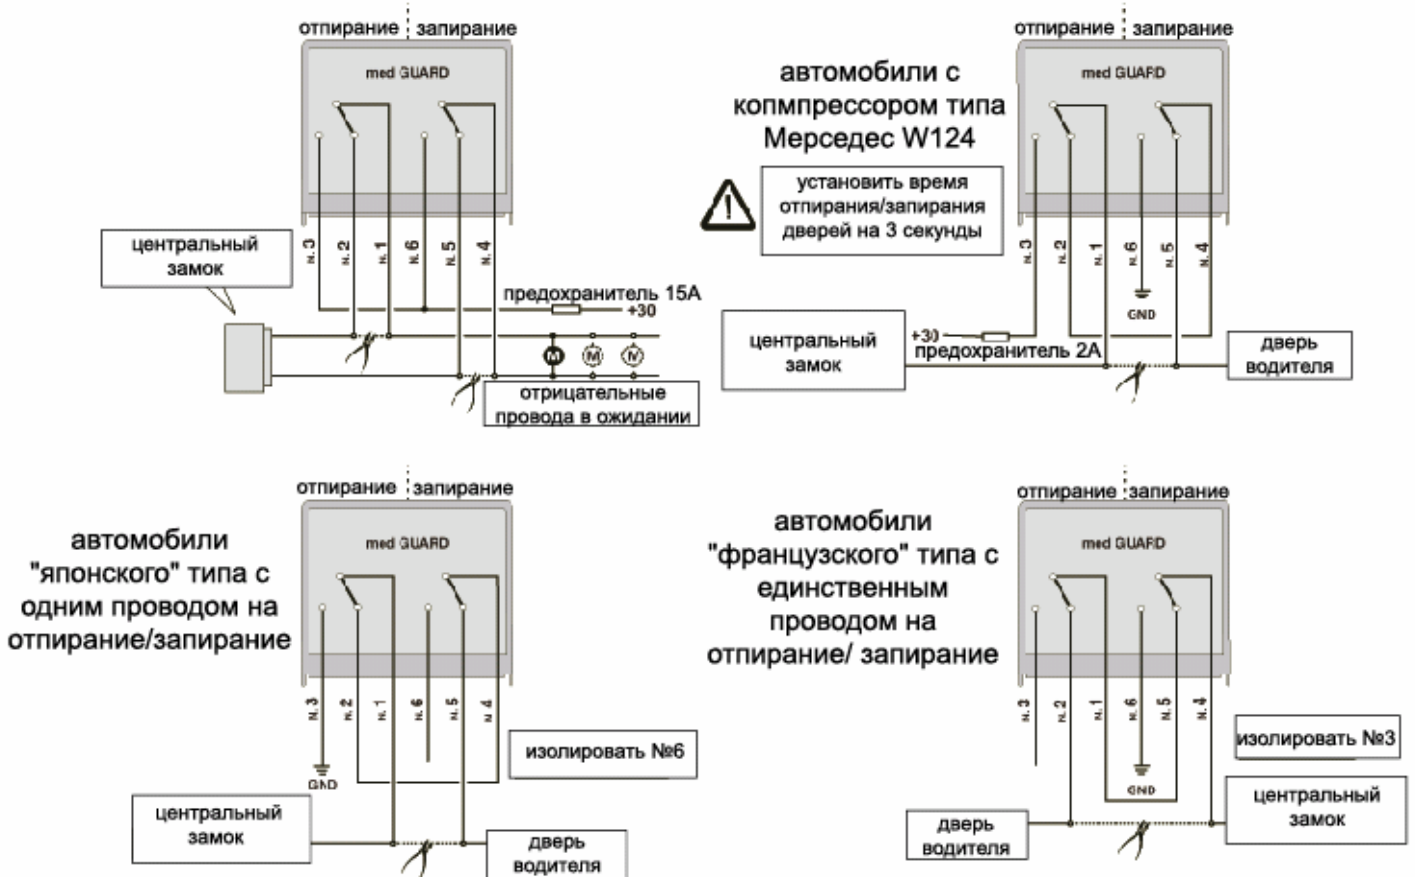 отпирание запирание
med GUARD
N. 3
N. 2
N. 1
N. 6
N. 5
N. 4
центральный
замок
предохранитель 15А
+30
M
M
M
отрицательные
провода в ожидании
автомобили с
копмпрессором типа
Мерседес W124
установить время
отпирания/запирания
дверей на 3 секунды
отпирание запирание
med GUARD
N. 3
N. 2
N. 1
N. 6
N. 5
N. 4
GND
центральный
замок
+30
предохранитель 2А
дверь
водителя
автомобили
"японского" типа с
одним проводом на
отпирание/запирание
отпирание запирание
med GUARD
N. 3
N. 2
N. 1
N. 6
N. 5
N 4
GND
изолировать №6
центральный
замок
дверь
водителя
автомобили
"французского" типа с
единственным
проводом на
отпирание/ запирание
отпирание запирание
med GUARD
N. 3
N. 2
N. 1
N. 6
N. 5
N. 4
GND
изолировать №3
центральный
замок
дверь
водителя